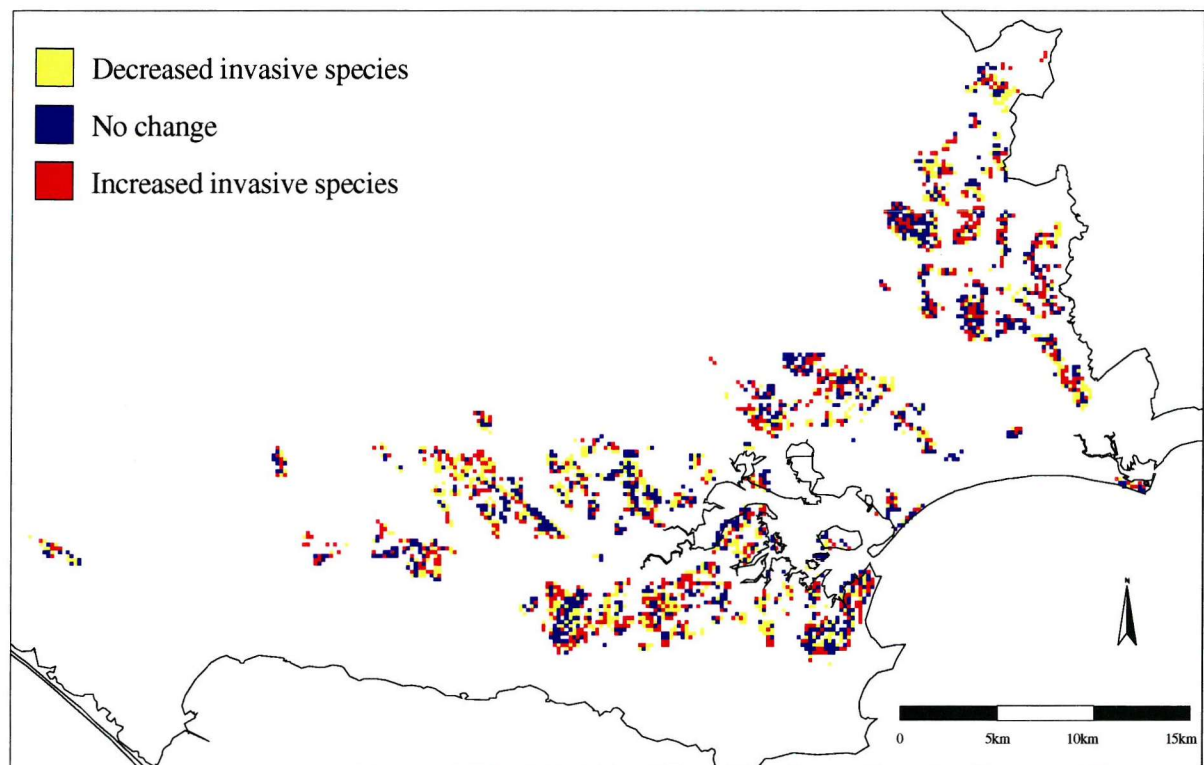 Decreased invasive species
No change
Increased invasive species
N
0 5km 10km 15km